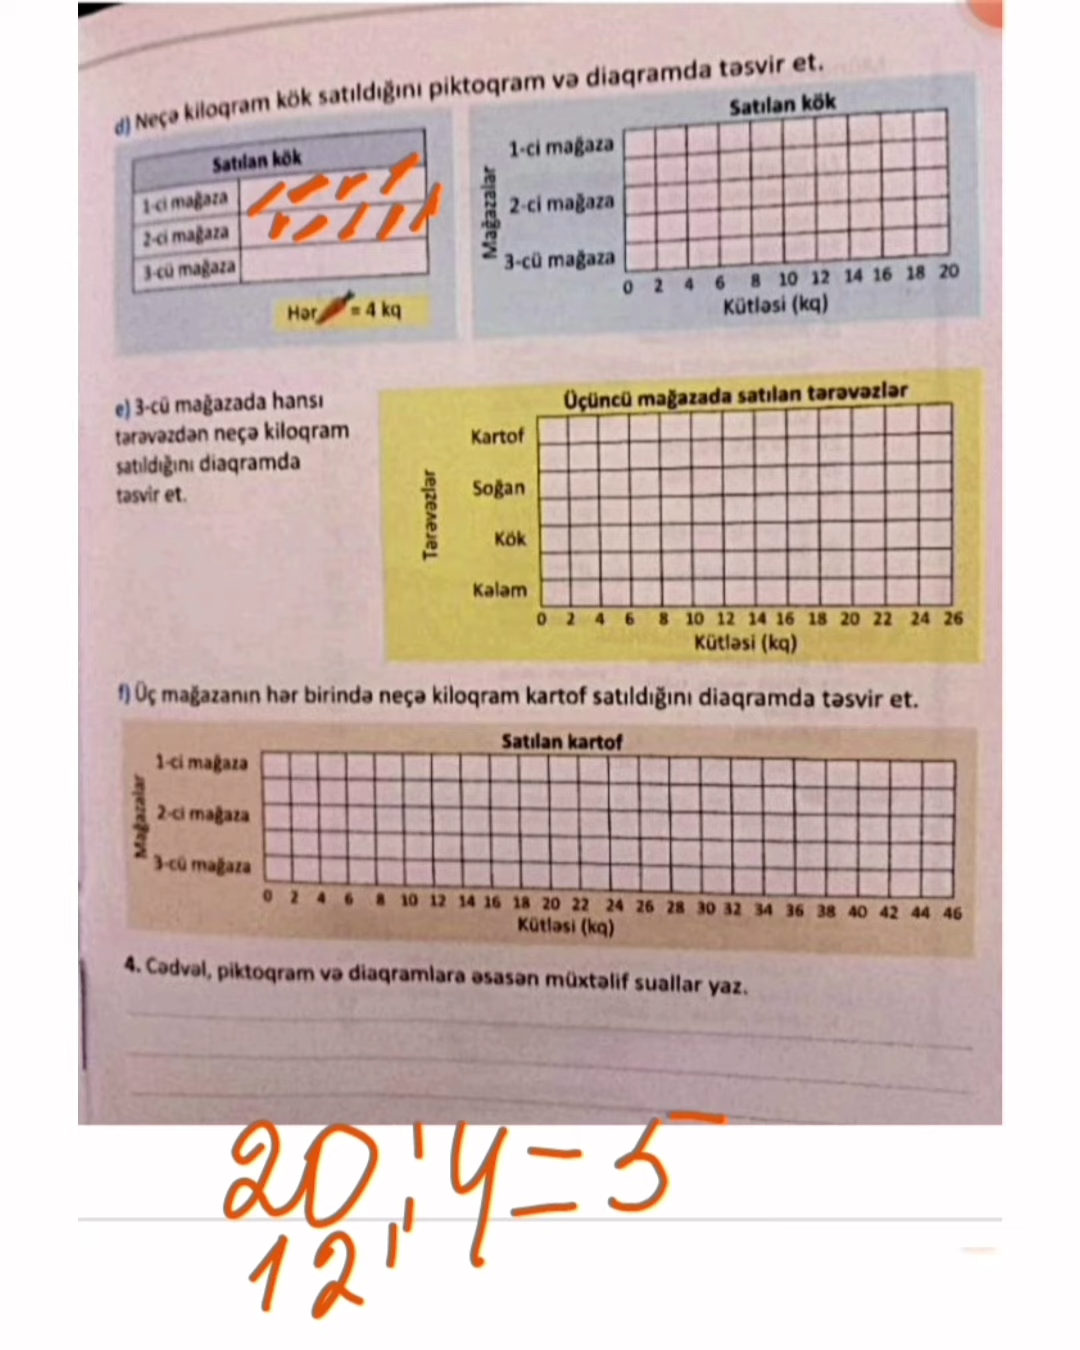 d) Neçə kiloqram kök satıldığını piktoqram və diaqramda təsvir et.
Satılan kök
1-ci mağaza
2-ci mağaza
3-cü mağaza
Hər = 4 kq
Satılan kök
Mağazalar
1-ci mağaza
2-ci mağaza
3-cü mağaza
0 2 4 6 8 10 12 14 16 18 20
Kütləsi (kq)
e) 3-cü mağazada hansı
tərəvəzdən neçə kiloqram
satıldığını diaqramda
təsvir et.
Üçüncü mağazada satılan tərəvəzlər
Tərəvəzlər
Kartof
Soğan
Kök
Kələm
0 2 4 6 8 10 12 14 16 18 20 22 24 26
Kütləsi (kq)
f) Üç mağazanın hər birində neçə kiloqram kartof satıldığını diaqramda təsvir et.
Satılan kartof
Mağazalar
1-ci mağaza
2-ci mağaza
3-cü mağaza
0 2 4 6 8 10 12 14 16 18 20 22 24 26 28 30 32 34 36 38 40 42 44 46
Kütləsi (kq)
4. Cədvəl, piktoqram və diaqramlara əsasən müxtəlif suallar yaz.
20:4=5
12: